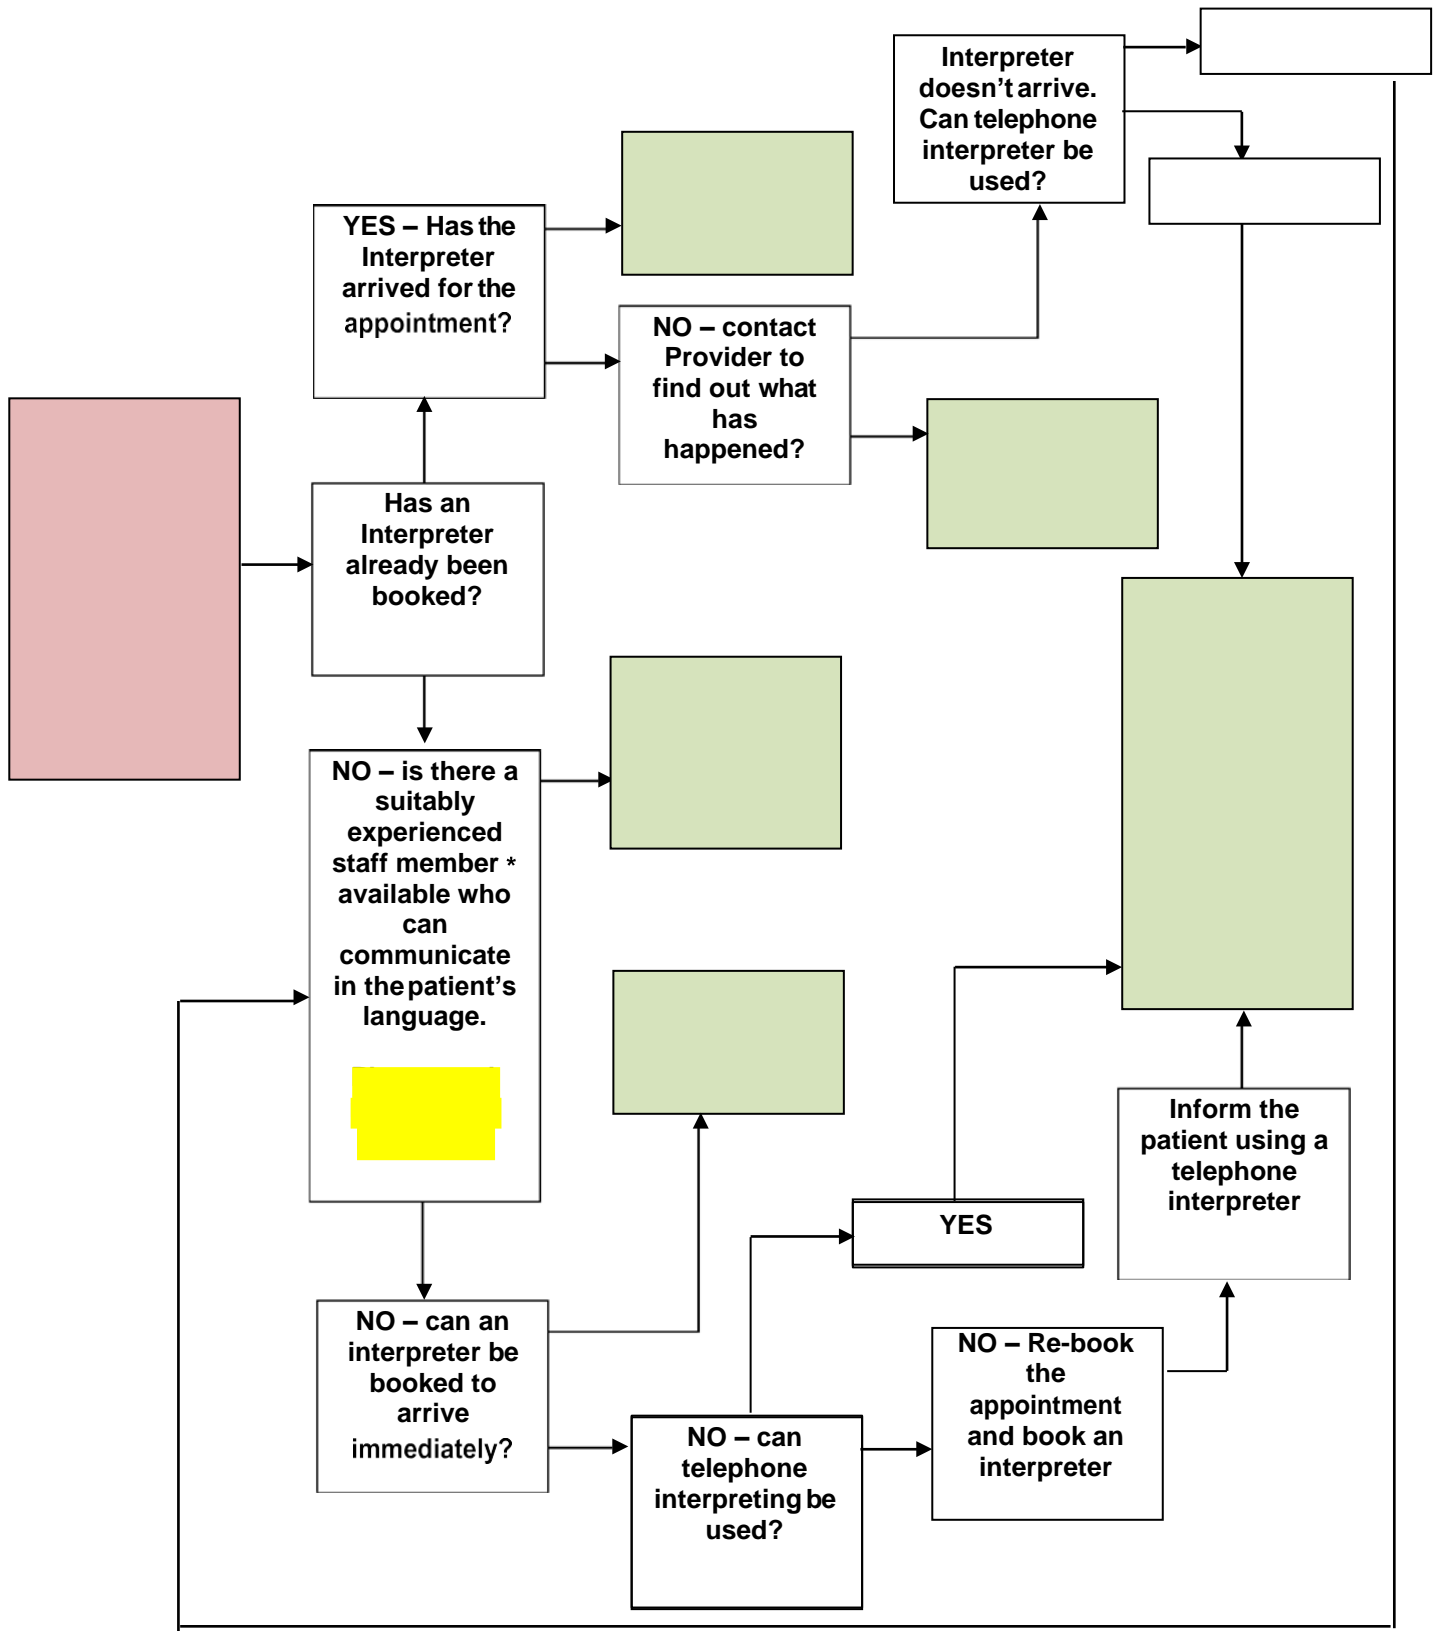 Interpreter
doesn't arrive.
Can telephone
interpreter be
used?
YES – Has the
Interpreter
arrived for the
appointment?
NO – contact
Provider to
find out what
has
happened?
Has an
Interpreter
already been
booked?
NO – is there a
suitably
experienced
staff member *
available who
can
communicate
in the patient's
language.
Inform the
patient using a
telephone
interpreter
YES
NO – can an
interpreter be
booked to
arrive
immediately?
NO – Re-book
the
appointment
and book an
interpreter
NO – can
telephone
interpreting be
used?